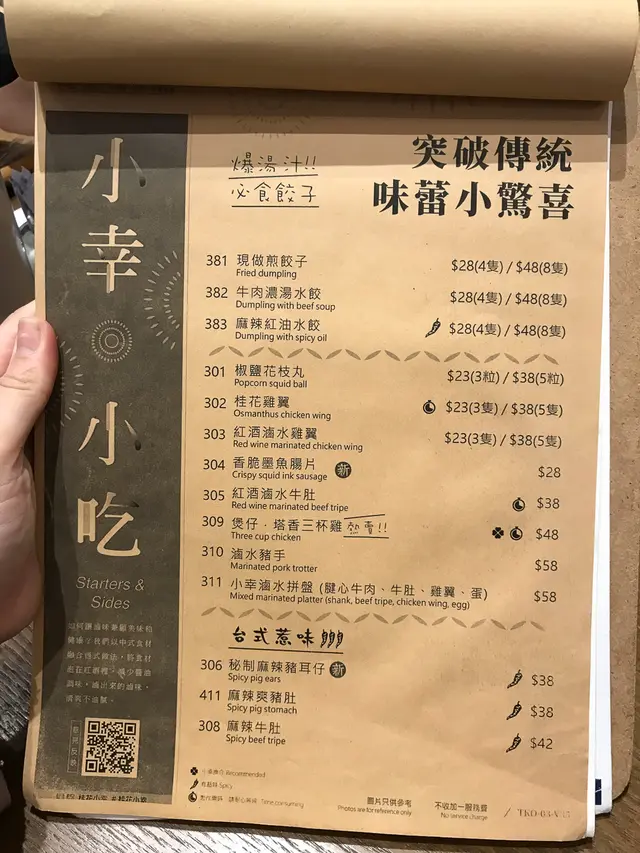 小幸
小吃
Starters &
Sides
爆湯汁!!
必食餃子
突破傳統
味蕾小驚喜
381 現做煎餃子 $28(4隻) / $48(8隻)
Fried dumpling
382 牛肉濃湯水餃 $28(4隻) / $48(8隻)
Dumpling with beef soup
383 麻辣紅油水餃 $28(4隻) / $48(8隻)
Dumpling with spicy oil
301 椒鹽花枝丸 $23(3粒) / $38(5粒)
Popcorn squid ball
302 桂花雞翼 $23(3隻) / $38(5隻)
Osmanthus chicken wing
303 紅酒滷水雞翼 $23(3隻) / $38(5隻)
Red wine marinated chicken wing
304 香脆墨魚腸片 新 $28
Crispy squid ink sausage
305 紅酒滷水牛肚 $38
Red wine marinated beef tripe
309 煲仔．塔香三杯雞 熱賣!! $48
Three cup chicken
310 滷水豬手 $58
Marinated pork trotter
311 小幸滷水拼盤 (腱心牛肉、牛肚、雞翼、蛋) $58
Mixed marinated platter (shank, beef tripe, chicken wing, egg)
台式惹味
306 秘制麻辣豬耳仔 新 $38
Spicy pig ears
411 麻辣爽豬肚 $38
Spicy pig stomach
308 麻辣牛肚 $42
Spicy beef tripe
Recommended
Spicy
Time consuming
圖片只供參考
Photos are for reference only
不收加一服務費
No service charge